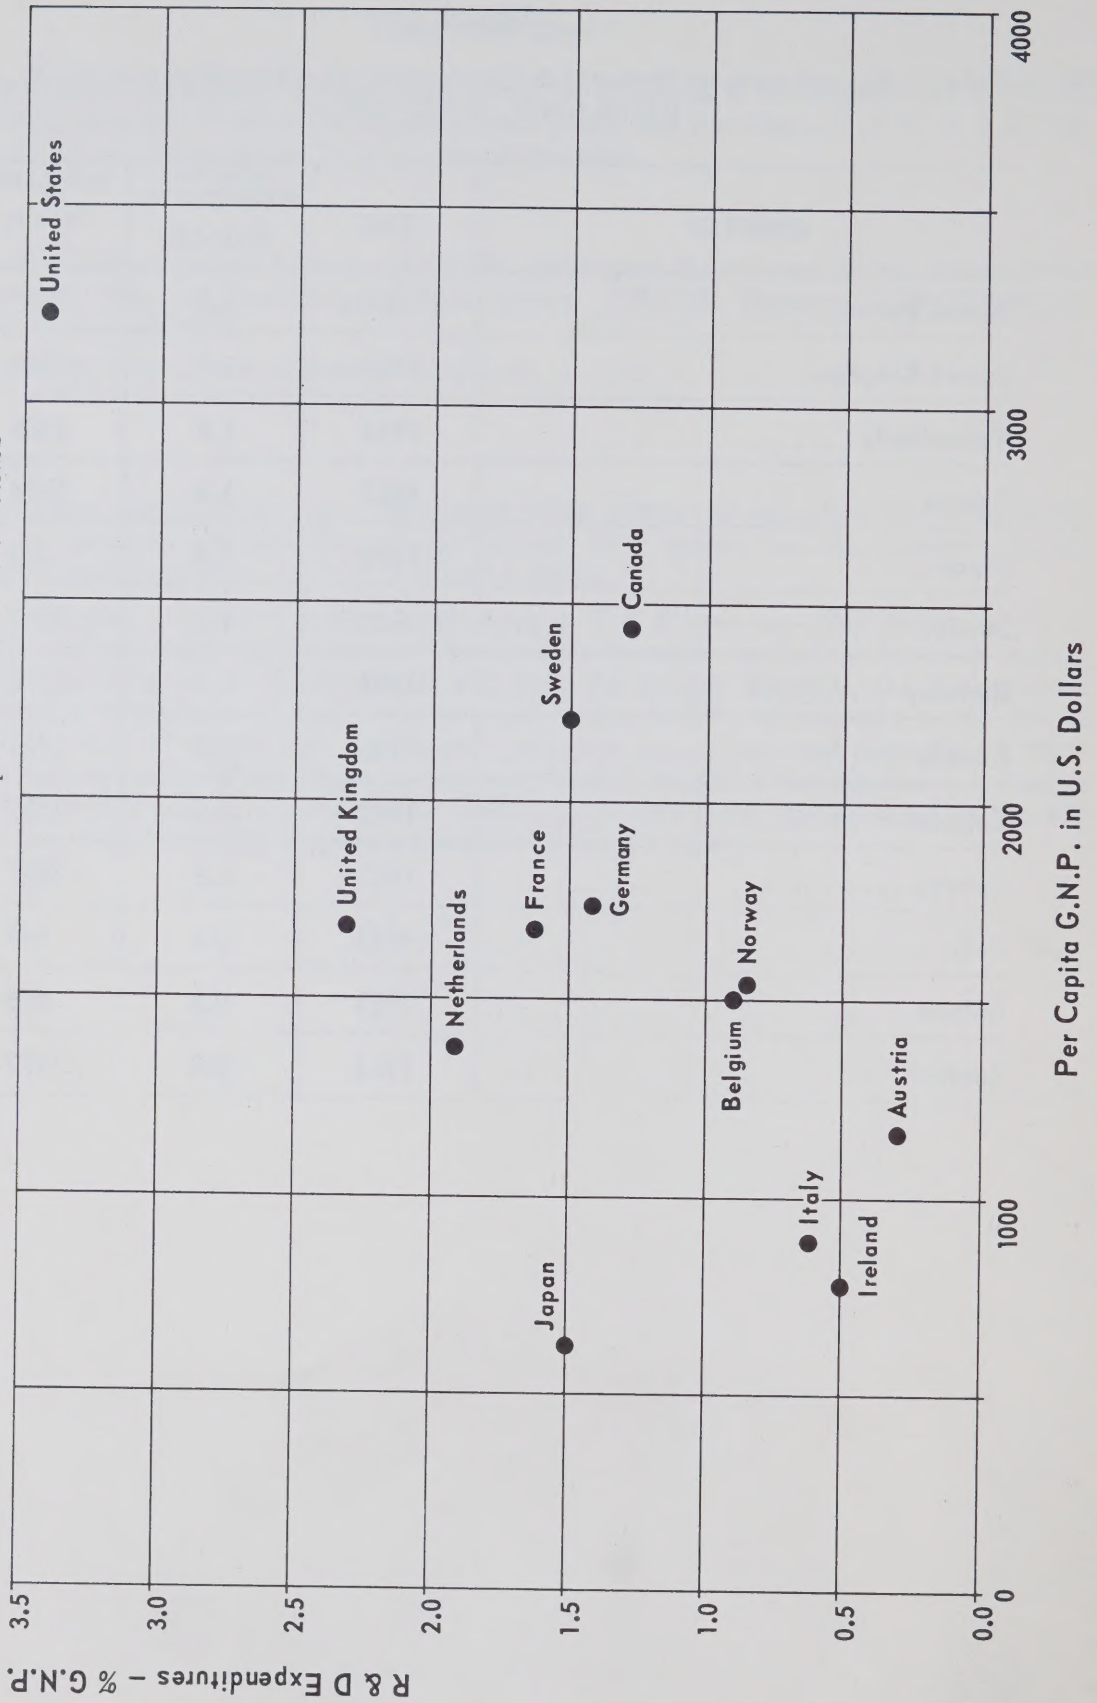 R & D Expenditures — % G.N.P.
3.5
3.0
2.5
2.0
1.5
1.0
0.5
0.0
United States
United Kingdom
Netherlands
Japan
France
Sweden
Germany
Canada
Belgium
Norway
Italy
Ireland
Austria
0
1000
2000
3000
4000
Per Capita G.N.P. in U.S. Dollars